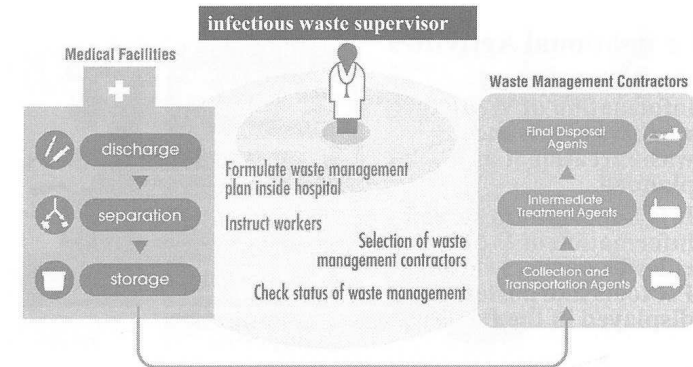 infectious waste supervisor
Medical Facilities
discharge
separation
storage
Formulate waste management
plan inside hospital
Instruct workers
Selection of waste
management contractors
Check status of waste management
Waste Management Contractors
Final Disposal
Agents
Intermediate
Treatment Agents
Collection and
Transportation Agents